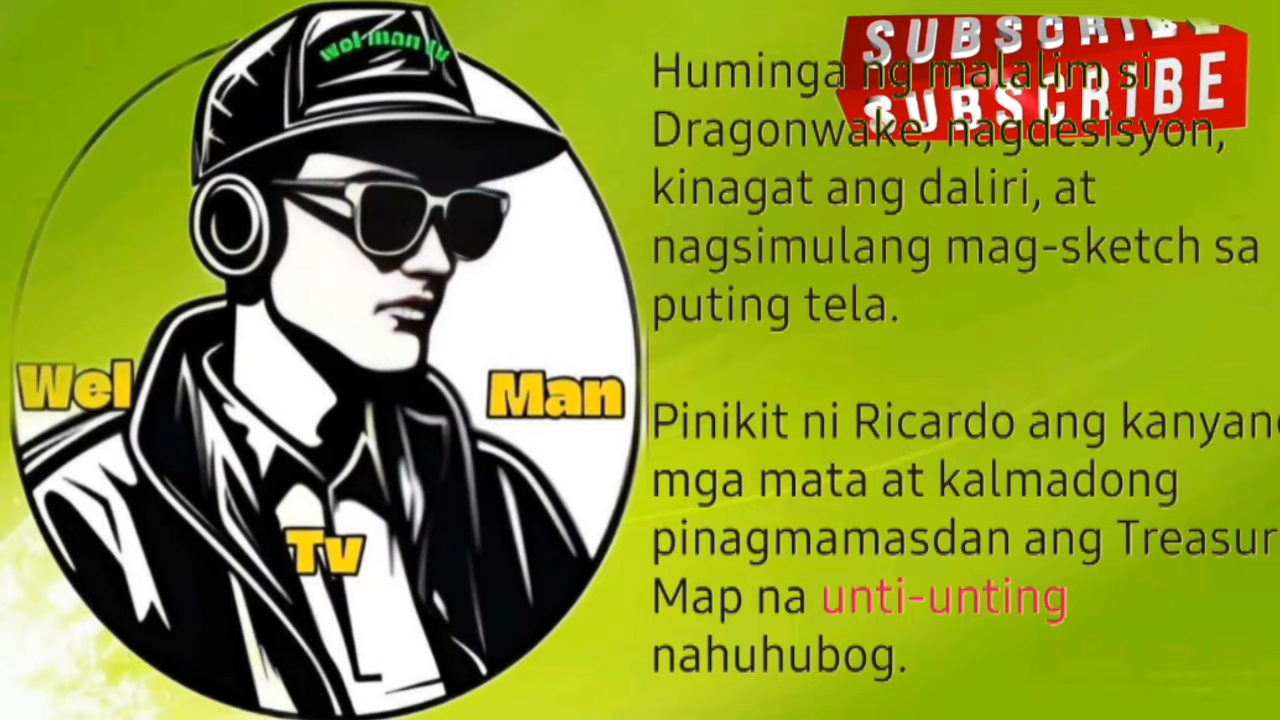 wel man tv
SUBSCRIBE
SUBSCRIBE
Huminga ng malalim si
Dragonwake, nagdesisyon,
kinagat ang daliri, at
nagsimulang mag-sketch sa
puting tela.
Pinikit ni Ricardo ang kanyang
mga mata at kalmadong
pinagmamasdan ang Treasur
Map na unti-unting
nahuhubog.
Wel
Man
Tv